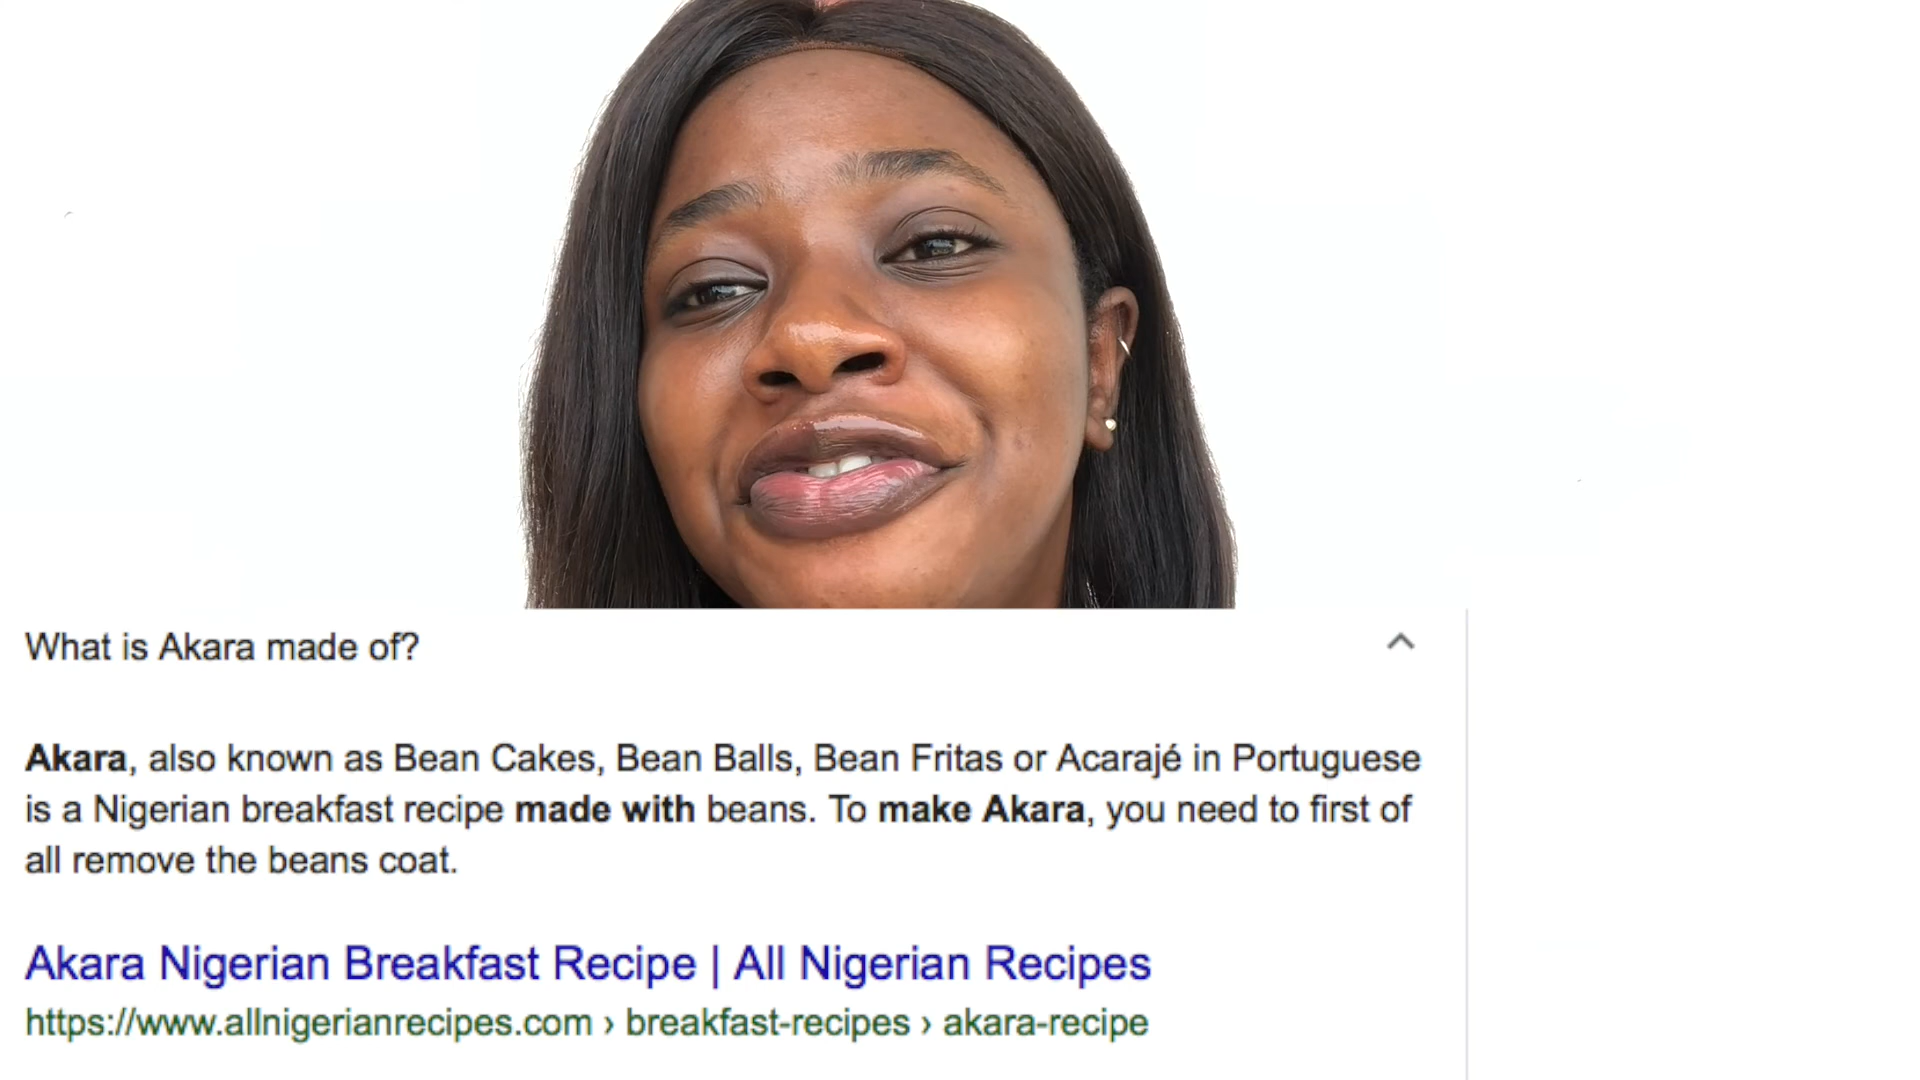 What is Akara made of?
Akara, also known as Bean Cakes, Bean Balls, Bean Fritas or Acarajé in Portuguese
is a Nigerian breakfast recipe made with beans. To make Akara, you need to first of
all remove the beans coat.
Akara Nigerian Breakfast Recipe | All Nigerian Recipes
https://www.allnigerianrecipes.com › breakfast-recipes › akara-recipe